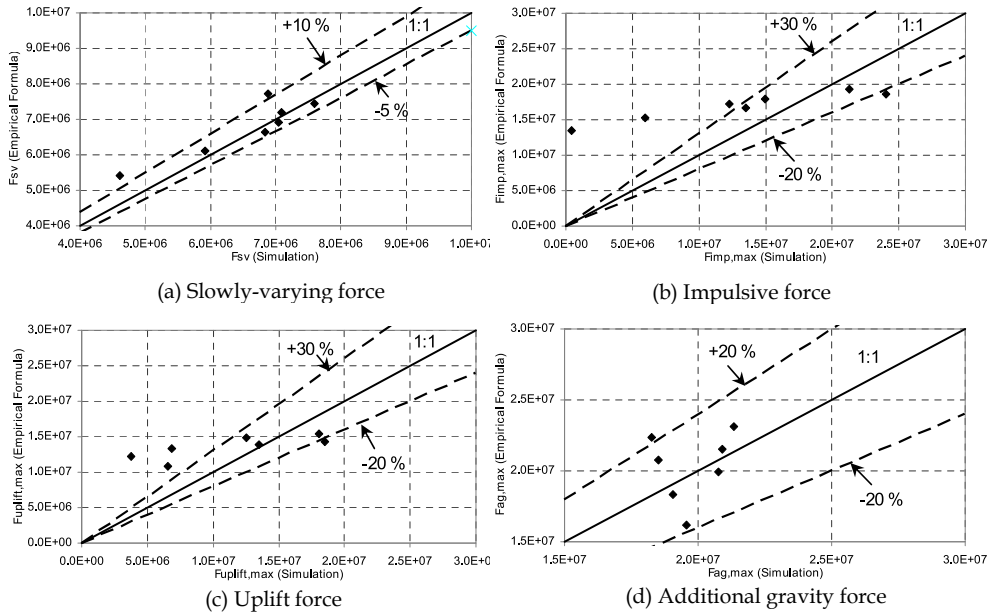 1.0E+07
9.0E+06
8.0E+06
7.0E+06
6.0E+06
5.0E+06
4.0E+06
Fsv (Empirical Formula)
+10 %
1:1
-5 %
4.0E+06 5.0E+06 6.0E+06 7.0E+06 8.0E+06 9.0E+06 1.0E+07
Fsv (Simulation)
(a) Slowly-varying force
3.0E+07
2.5E+07
2.0E+07
1.5E+07
1.0E+07
5.0E+06
0.0E+00
Fimp,max (Empirical Formula)
+30 %
1:1
-20 %
0.0E+00 5.0E+06 1.0E+07 1.5E+07 2.0E+07 2.5E+07 3.0E+07
Fimp,max (Simulation)
(b) Impulsive force
3.0E+07
2.5E+07
2.0E+07
1.5E+07
1.0E+07
5.0E+06
0.0E+00
Fuplift,max (Empirical Formula)
+30 %
1:1
-20 %
0.0E+00 5.0E+06 1.0E+07 1.5E+07 2.0E+07 2.5E+07 3.0E+07
Fuplift,max (Simulation)
(c) Uplift force
3.0E+07
2.5E+07
2.0E+07
1.5E+07
Fag,max (Empirical Formula)
+20 %
1:1
-20 %
1.5E+07 2.0E+07 2.5E+07 3.0E+07
Fag,max (Simulation)
(d) Additional gravity force